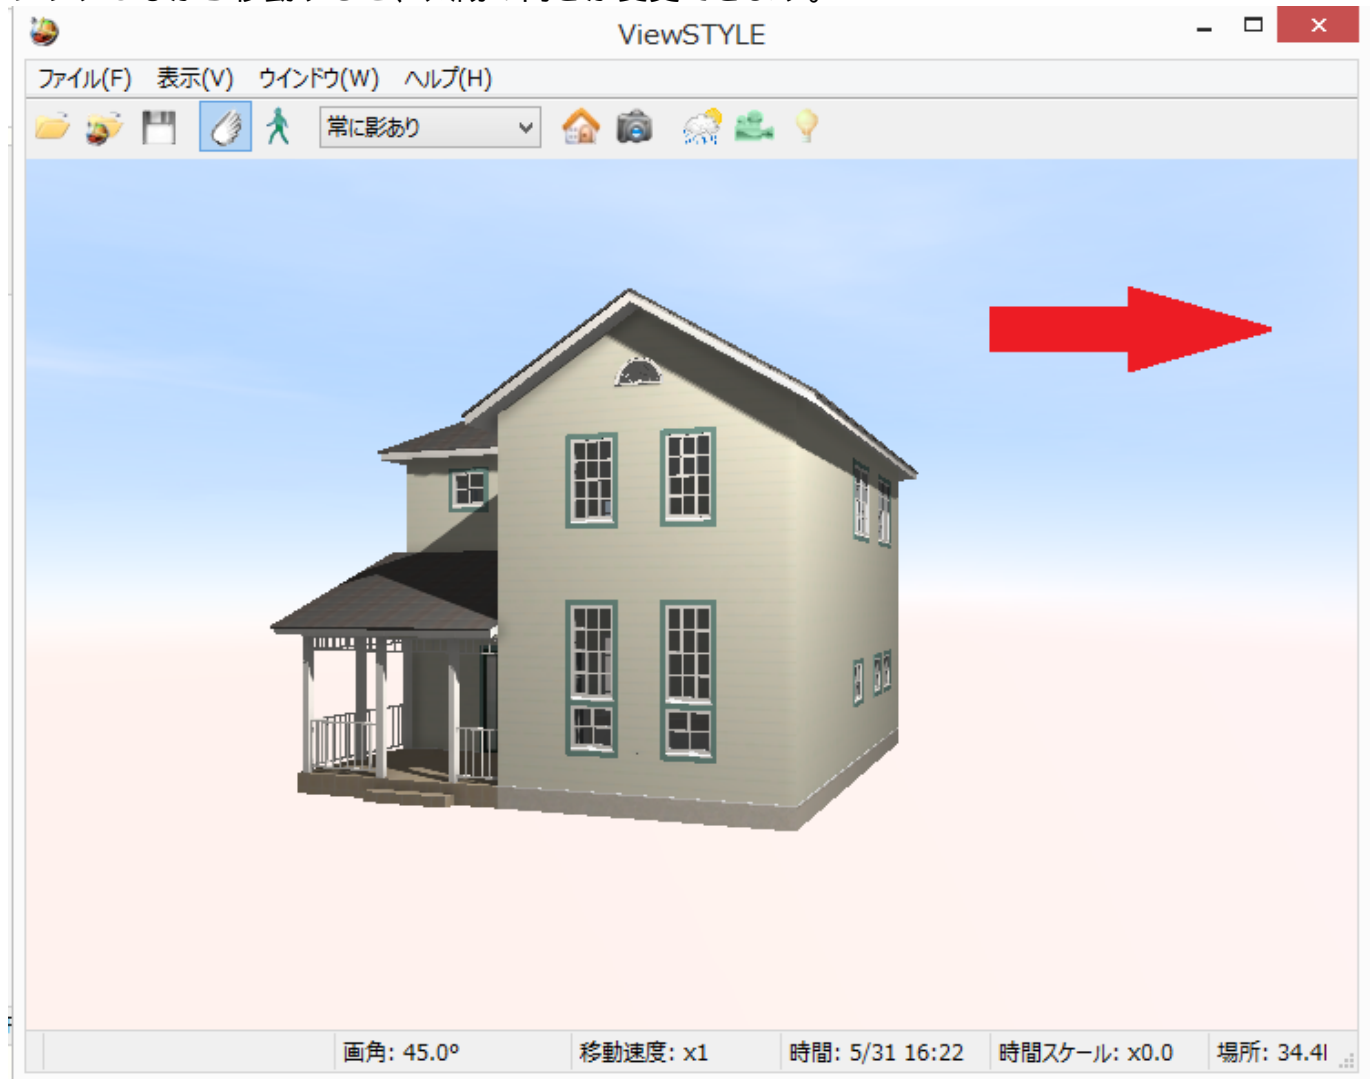 ViewSTYLE
ファイル(F) 表示(V) ウインドウ(W) ヘルプ(H)
常に影あり
画角: 45.0° 移動速度: x1 時間: 5/31 16:22 時間スケール: x0.0 場所: 34.4